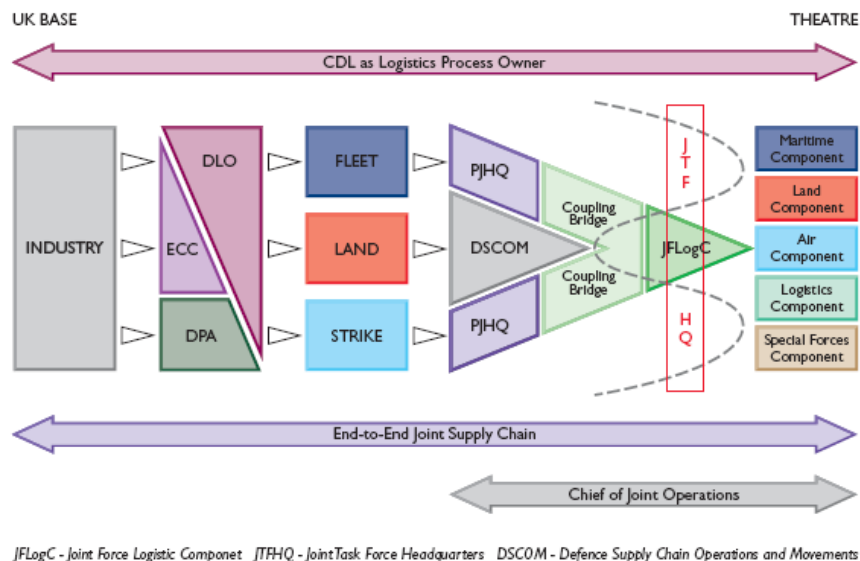 UK BASE
THEATRE
CDL as Logistics Process Owner
INDUSTRY
DLO
ECC
DPA
FLEET
LAND
STRIKE
PJHQ
DSCOM
PJHQ
Coupling
Bridge
Coupling
Bridge
J
T
F
JFLogC
H
Q
Maritime
Component
Land
Component
Air
Component
Logistics
Component
Special Forces
Component
End-to-End Joint Supply Chain
Chief of Joint Operations
JFLogC - Joint Force Logistic Componet JTFHQ - Joint Task Force Headquarters DSCOM - Defence Supply Chain Operations and Movements